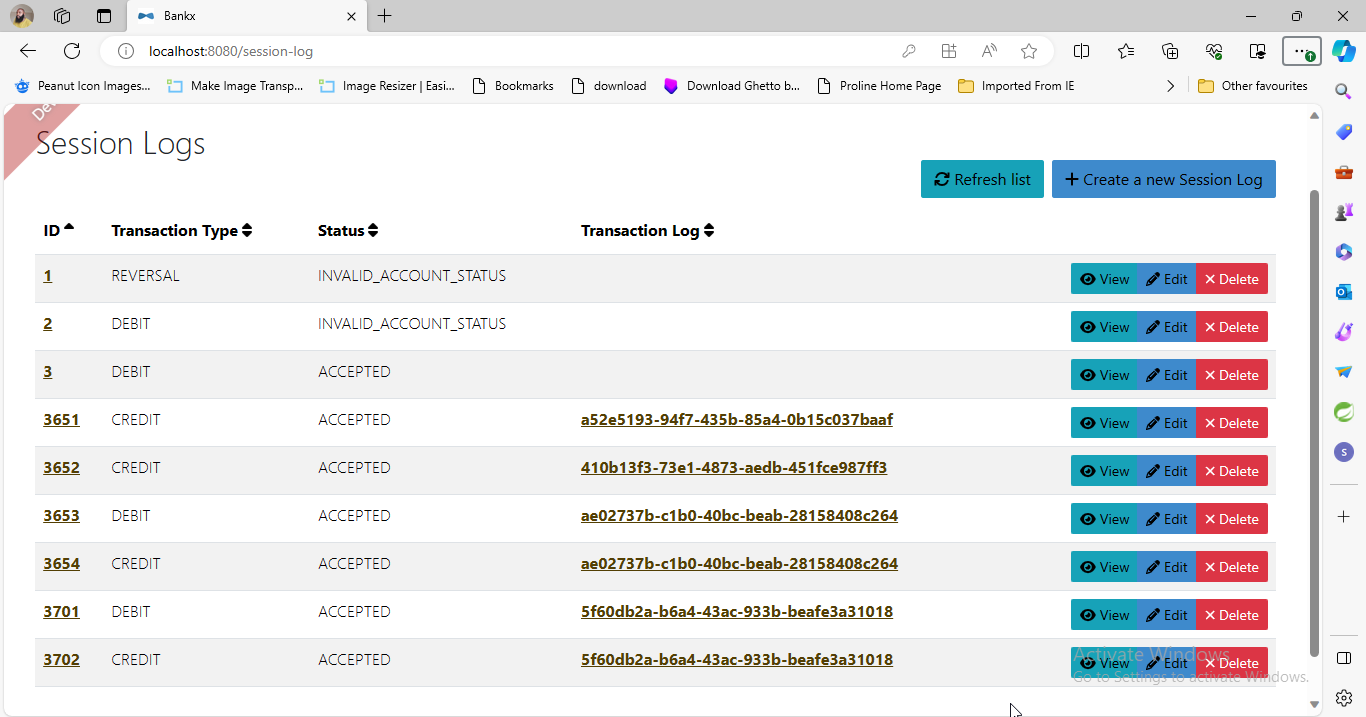 Bankx
localhost:8080/session-log
Peanut Icon Images...
Make Image Transp...
Image Resizer | Easi...
Bookmarks
download
Download Ghetto b...
Proline Home Page
Imported From IE
Other favourites
Session Logs
Refresh list
Create a new Session Log
ID Transaction Type Status Transaction Log
1 REVERSAL INVALID_ACCOUNT_STATUS View Edit Delete
2 DEBIT INVALID_ACCOUNT_STATUS View Edit Delete
3 DEBIT ACCEPTED View Edit Delete
3651 CREDIT ACCEPTED a52e5193-94f7-435b-85a4-0b15c037baaf View Edit Delete
3652 CREDIT ACCEPTED 410b13f3-73e1-4873-aedb-451fce987ff3 View Edit Delete
3653 DEBIT ACCEPTED ae02737b-c1b0-40bc-beab-28158408c264 View Edit Delete
3654 CREDIT ACCEPTED ae02737b-c1b0-40bc-beab-28158408c264 View Edit Delete
3701 DEBIT ACCEPTED 5f60db2a-b6a4-43ac-933b-beafe3a31018 View Edit Delete
3702 CREDIT ACCEPTED 5f60db2a-b6a4-43ac-933b-beafe3a31018 View Edit Delete
Activate Windows
Go to Settings to activate Windows.
S